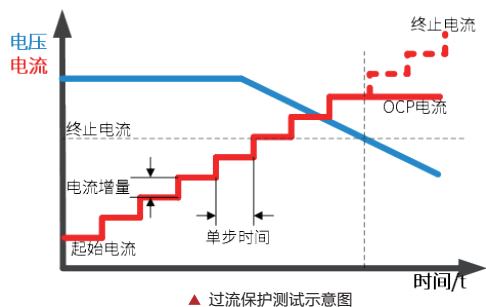 终止电流
电压
电流
OCP电流
终止电流
电流增量
单步时间
起始电流
时间/t
▲ 过流保护测试示意图